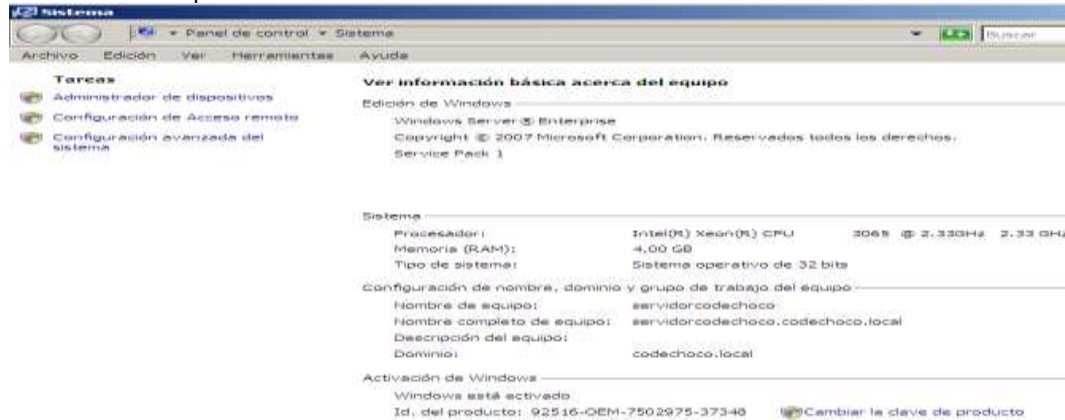 Sistema
Panel de control Sistema Buscar
Archivo Edición Ver Herramientas Ayuda
Tareas
Administrador de dispositivos
Configuración de Acceso remoto
Configuración avanzada del
sistema
Ver información básica acerca del equipo
Edición de Windows
Windows Server® Enterprise
Copyright © 2007 Microsoft Corporation. Reservados todos los derechos.
Service Pack 1
Sistema
Procesador: Intel(R) Xeon(R) CPU 3065 @ 2.33GHz 2.33 GHz
Memoria (RAM): 4,00 GB
Tipo de sistema: Sistema operativo de 32 bits
Configuración de nombre, dominio y grupo de trabajo del equipo
Nombre de equipo: servidorcodechoco
Nombre completo de equipo: servidorcodechoco.codechoco.local
Descripción del equipo:
Dominio: codechoco.local
Activación de Windows
Windows está activado
Id. del producto: 92516-OEM-7502975-37348 Cambiar la clave de producto